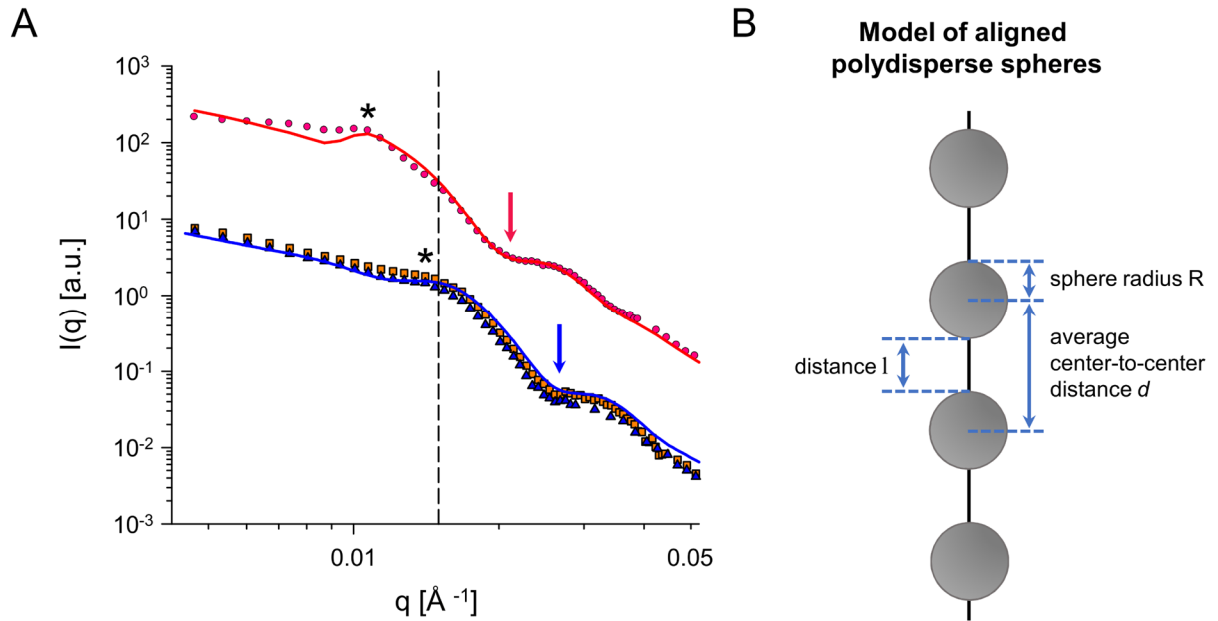 A
I(q) [a.u.]
10³
10²
10¹
10⁰
10⁻¹
10⁻²
10⁻³
*
*
0.01
0.05
q [Å ⁻¹]
B
Model of aligned
polydisperse spheres
sphere radius R
average
center-to-center
distance d
distance l